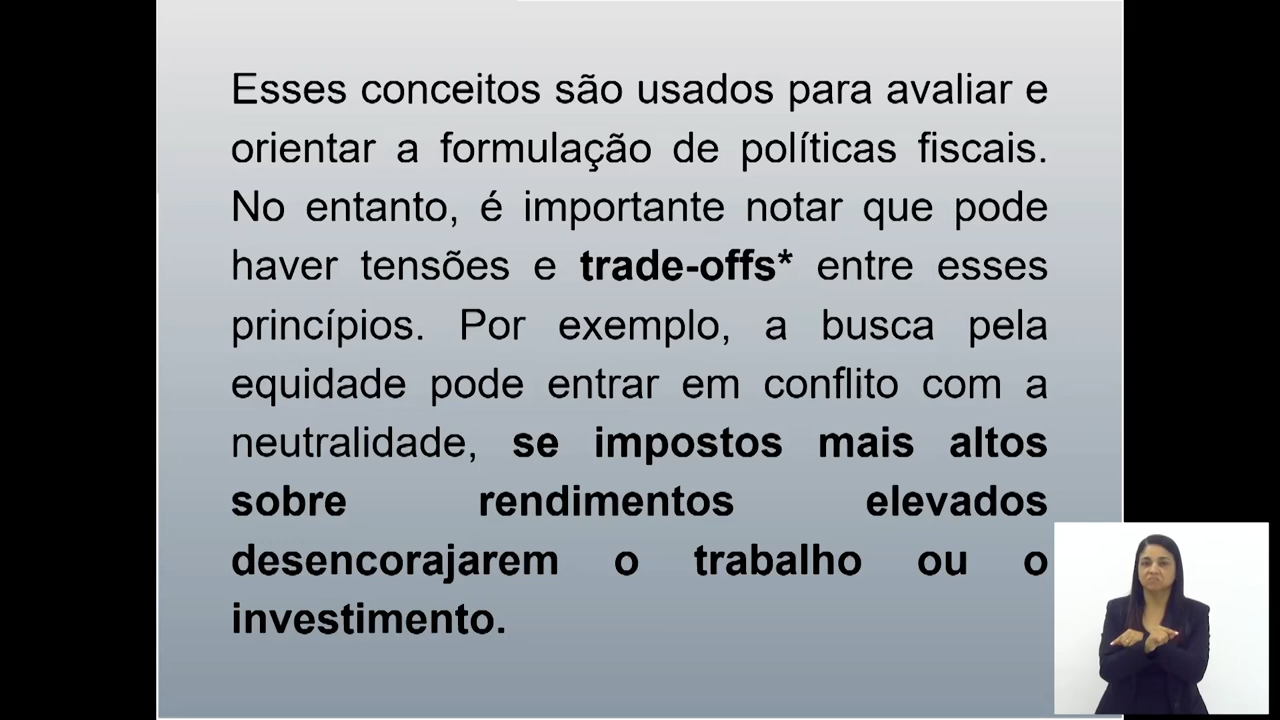 Esses conceitos são usados para avaliar e
orientar a formulação de políticas fiscais.
No entanto, é importante notar que pode
haver tensões e trade-offs* entre esses
princípios. Por exemplo, a busca pela
equidade pode entrar em conflito com a
neutralidade, se impostos mais altos
sobre rendimentos elevados
desencorajarem o trabalho ou o
investimento.